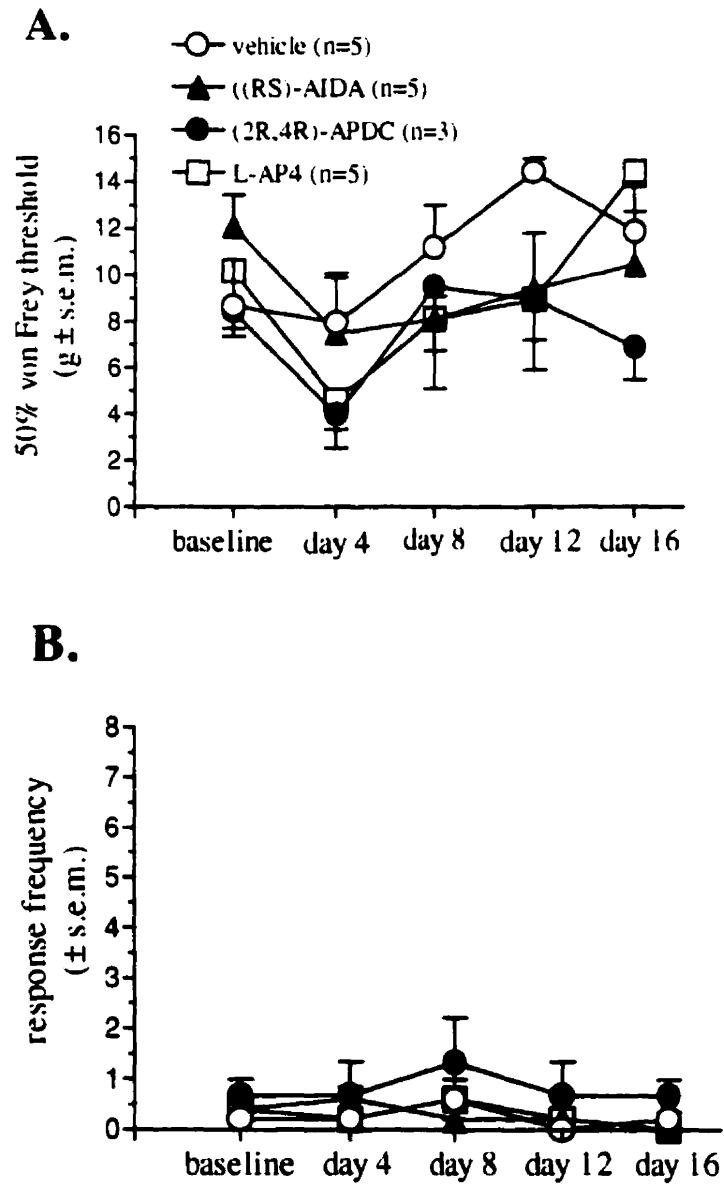 A.
vehicle (n=5)
((RS)-AIDA (n=5)
(2R,4R)-APDC (n=3)
L-AP4 (n=5)
50% von Frey threshold
(g ± s.e.m.)
16
14
12
10
8
6
4
2
0
baseline day 4 day 8 day 12 day 16
B.
response frequency
(± s.e.m.)
8
7
6
5
4
3
2
1
0
baseline day 4 day 8 day 12 day 16